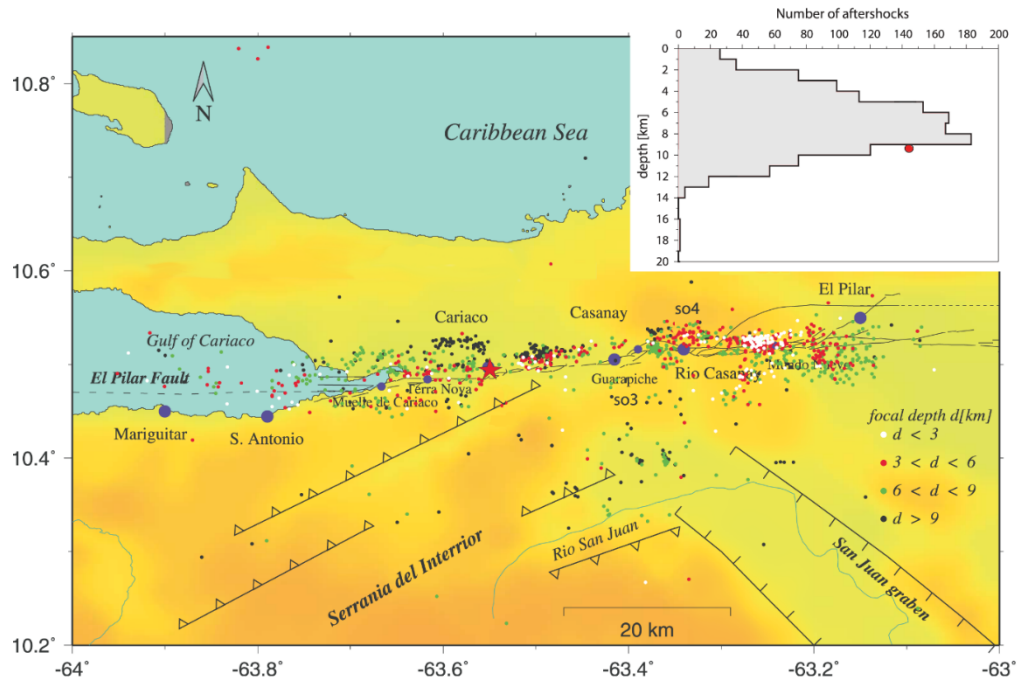 Number of aftershocks
0 20 40 60 80 100 120 140 160 180 200
0
2
4
6
8
10
12
14
16
18
20
depth [km]
10.8
10.6
10.4
10.2
N
Caribbean Sea
El Pilar
so4
Casanay
Cariaco
Gulf of Cariaco
El Pilar Fault
Terra Nova
Muelle de Cariaco
Guarapiche
Rio Casanay
so3
Mariguitar
S. Antonio
focal depth d[km]
d < 3
3 < d < 6
6 < d < 9
d > 9
Rio San Juan
San Juan graben
Serrania del Interrior
20 km
-64 -63.8 -63.6 -63.4 -63.2 -63°